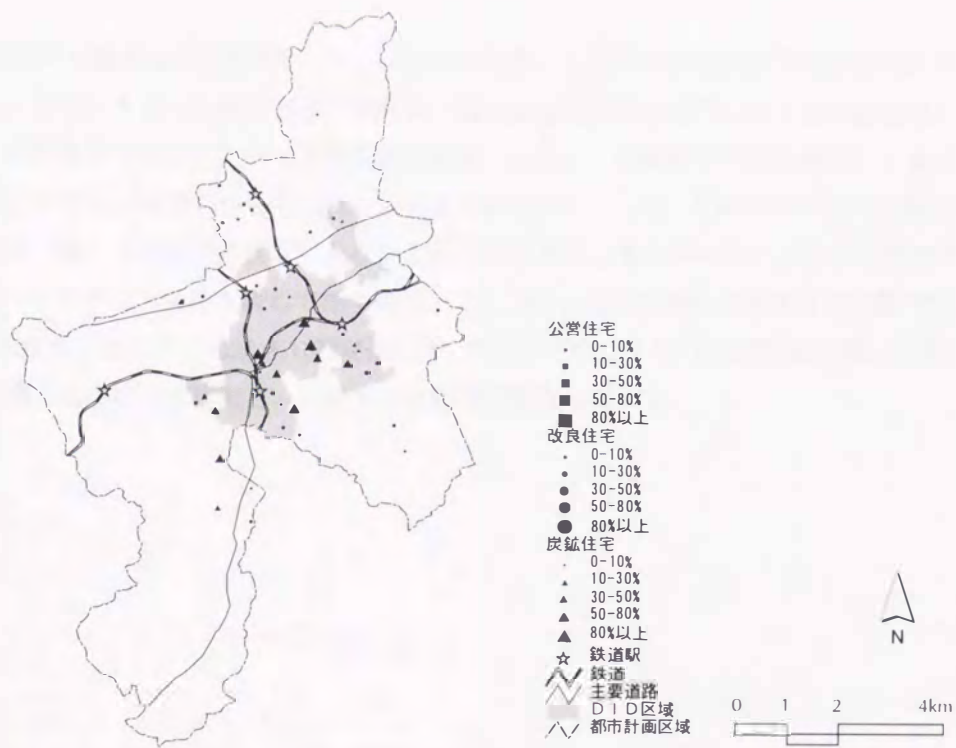 公営住宅
0-10%
10-30%
30-50%
50-80%
80%以上
改良住宅
0-10%
10-30%
30-50%
50-80%
80%以上
炭鉱住宅
0-10%
10-30%
30-50%
50-80%
80%以上
鉄道駅
鉄道
主要道路
DID区域
都市計画区域
N
0 1 2 4km